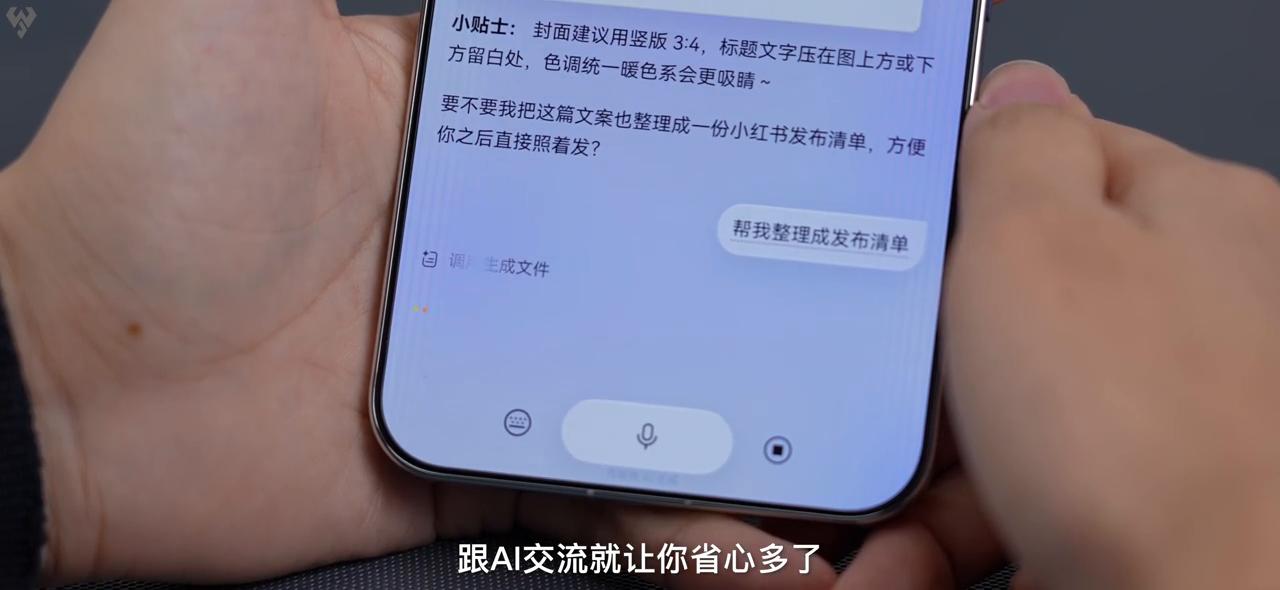 小贴士： 封面建议用竖版 3:4，标题文字压在图上方或下
方留白处，色调统一暖色系会更吸睛～
要不要我把这篇文案也整理成一份小红书发布清单，方便
你之后直接照着发？
帮我整理成发布清单
调用生成文件
跟AI交流就让你省心多了